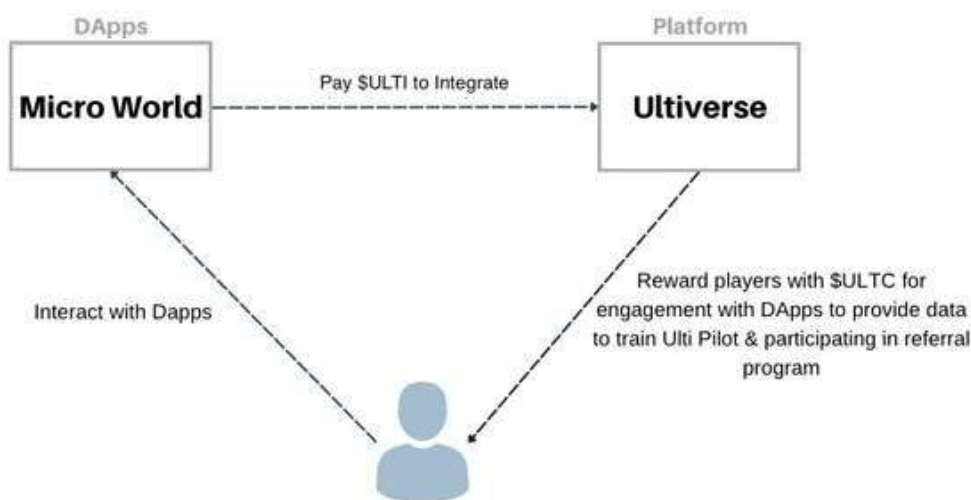 DApps
Platform
Micro World
Pay $ULTI to Integrate
Ultiverse
Interact with Dapps
Reward players with $ULTC for
engagement with DApps to provide data
to train Ulti Pilot & participating in referral
program